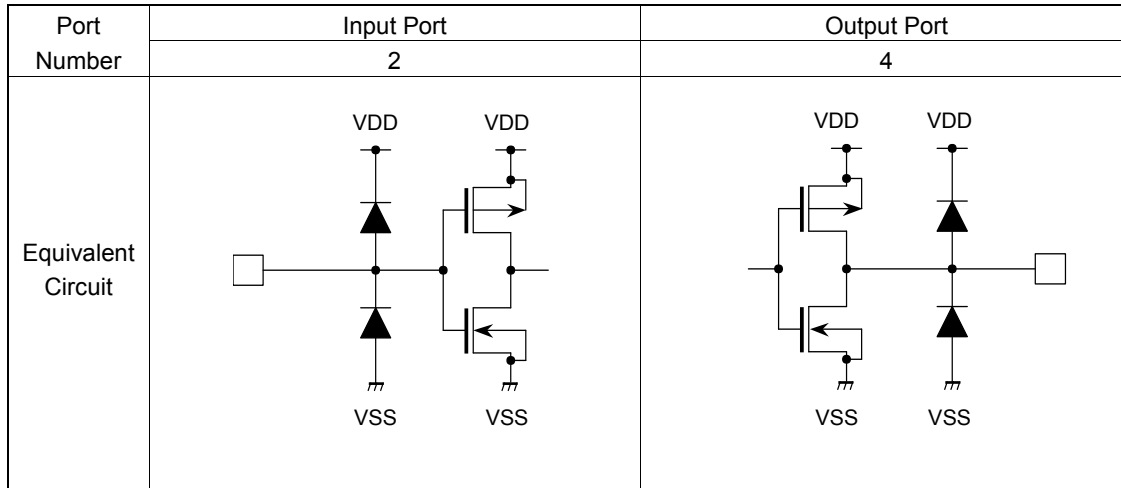 Port
Number
Input Port
Output Port
2
4
Equivalent
Circuit
VDD
VDD
VSS
VSS
VDD
VDD
VSS
VSS